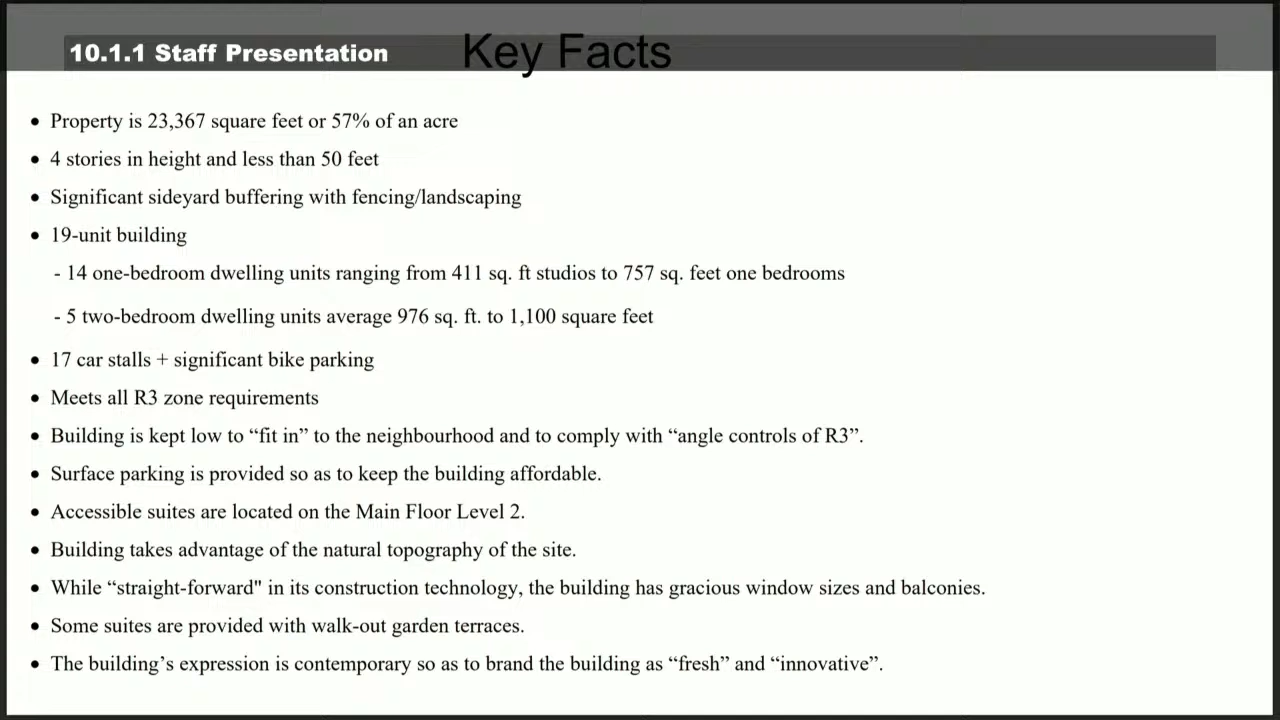 10.1.1 Staff Presentation
Key Facts
• Property is 23,367 square feet or 57% of an acre
• 4 stories in height and less than 50 feet
• Significant sideyard buffering with fencing/landscaping
• 19-unit building
- 14 one-bedroom dwelling units ranging from 411 sq. ft studios to 757 sq. feet one bedrooms
- 5 two-bedroom dwelling units average 976 sq. ft. to 1,100 square feet
• 17 car stalls + significant bike parking
• Meets all R3 zone requirements
• Building is kept low to “fit in” to the neighbourhood and to comply with “angle controls of R3”.
• Surface parking is provided so as to keep the building affordable.
• Accessible suites are located on the Main Floor Level 2.
• Building takes advantage of the natural topography of the site.
• While “straight-forward" in its construction technology, the building has gracious window sizes and balconies.
• Some suites are provided with walk-out garden terraces.
• The building’s expression is contemporary so as to brand the building as “fresh” and “innovative”.